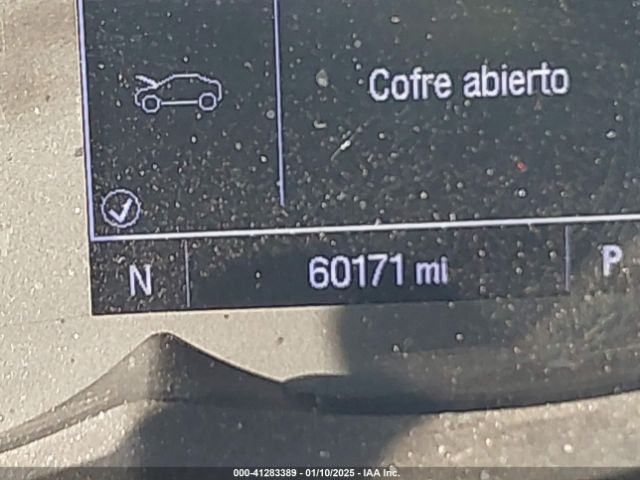 Cofre abierto
N 60171 mi P
000-41283389 - 01/10/2025 - IAA Inc.